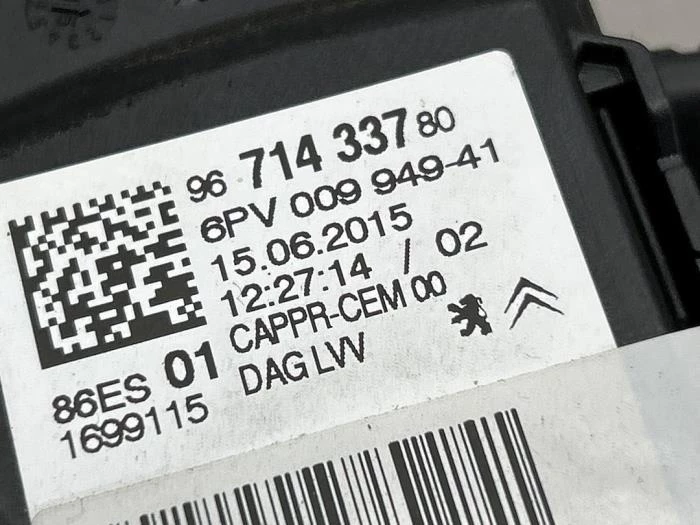 96 714 337 80
6PV 009 949-41
15.06.2015
12:27:14 / 02
CAPPR-CEM 00
86ES 01 DAG LVV
1699115